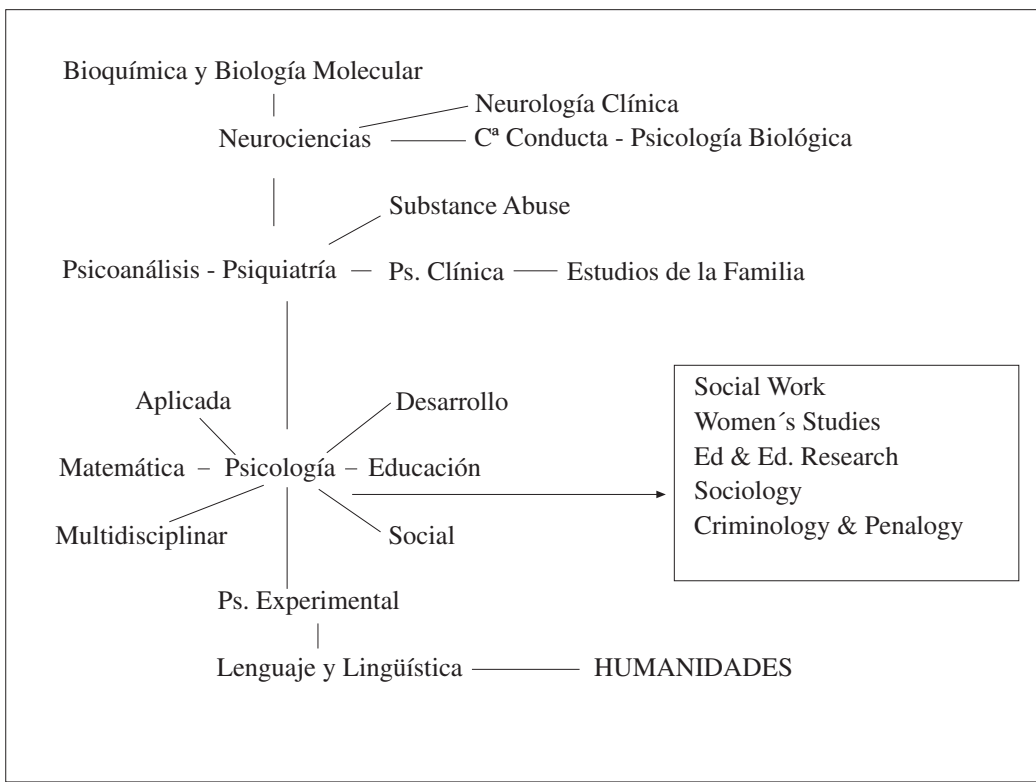 Bioquímica y Biología Molecular
Neurología Clínica
Neurociencias
Cª Conducta - Psicología Biológica
Substance Abuse
Psicoanálisis - Psiquiatría – Ps. Clínica — Estudios de la Familia
Aplicada
Desarrollo
Matemática – Psicología – Educación
Multidisciplinar
Social
Ps. Experimental
Lenguaje y Lingüística — HUMANIDADES
Social Work
Women´s Studies
Ed & Ed. Research
Sociology
Criminology & Penalogy